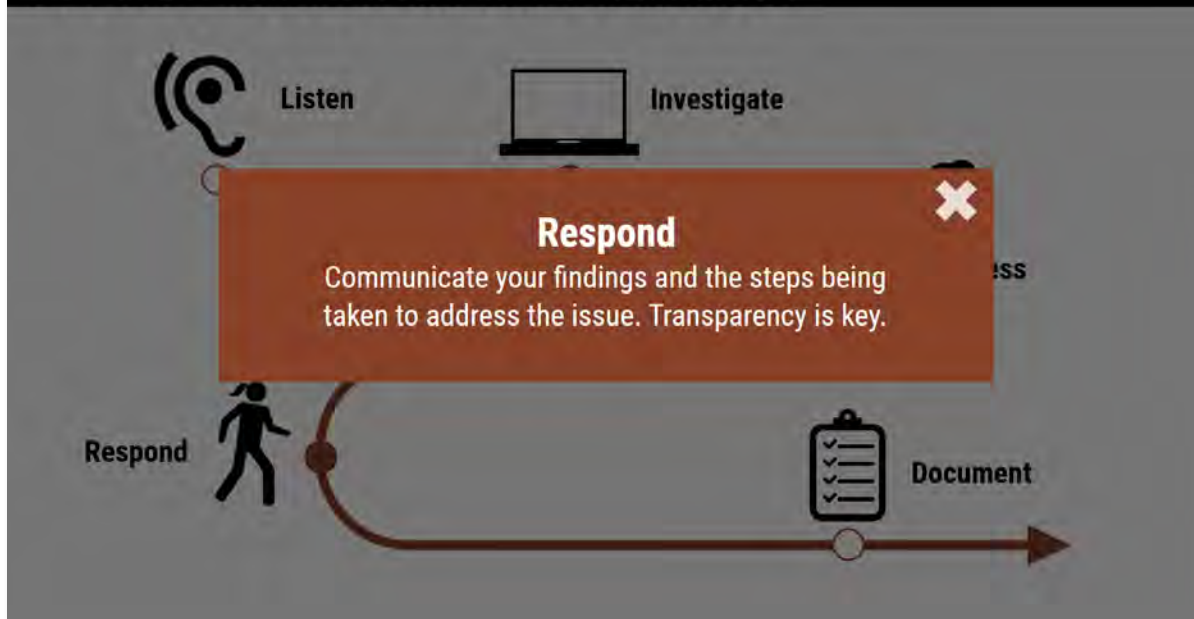 Listen
Investigate
Respond
Communicate your findings and the steps being
taken to address the issue. Transparency is key.
Respond
Document